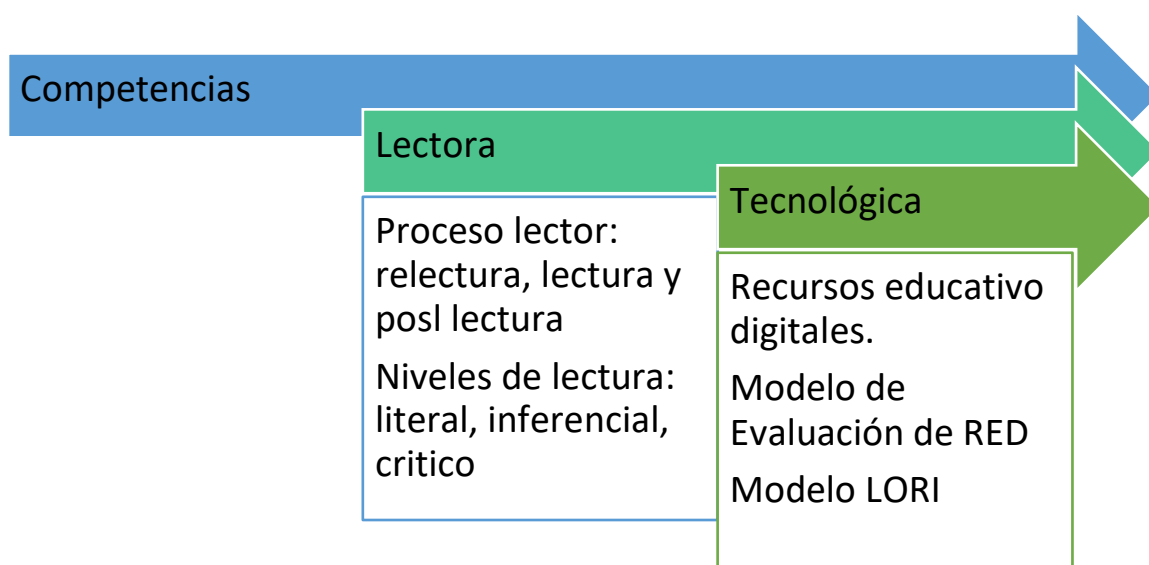 Competencias
Lectora
Proceso lector:
relectura, lectura y
posl lectura
Niveles de lectura:
literal, inferencial,
critico
Tecnológica
Recursos educativo
digitales.
Modelo de
Evaluación de RED
Modelo LORI